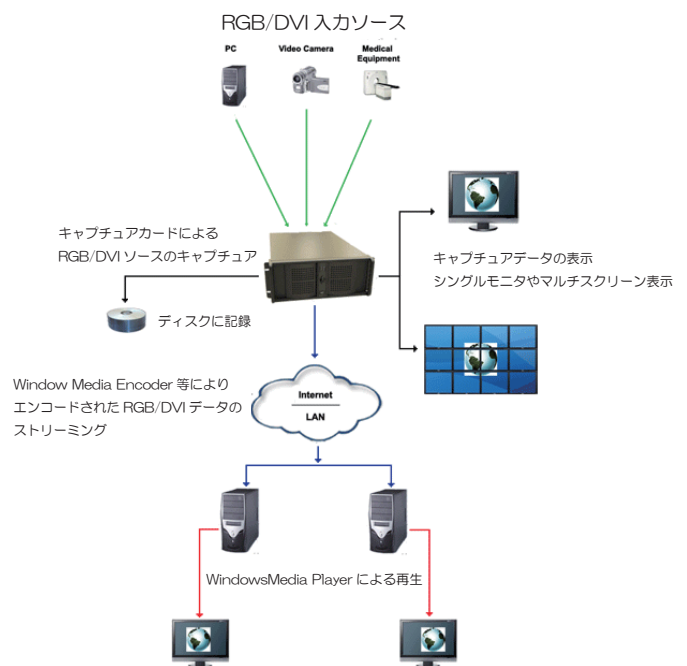 RGB/DVI 入力ソース
PC
Video Camera
Medical
Equipment
キャプチュアカードによる
RGB/DVI ソースのキャプチュア
キャプチュアデータの表示
シングルモニタやマルチスクリーン表示
ディスクに記録
Window Media Encoder 等により
エンコードされた RGB/DVI データの
ストリーミング
Internet
LAN
WindowsMedia Player による再生